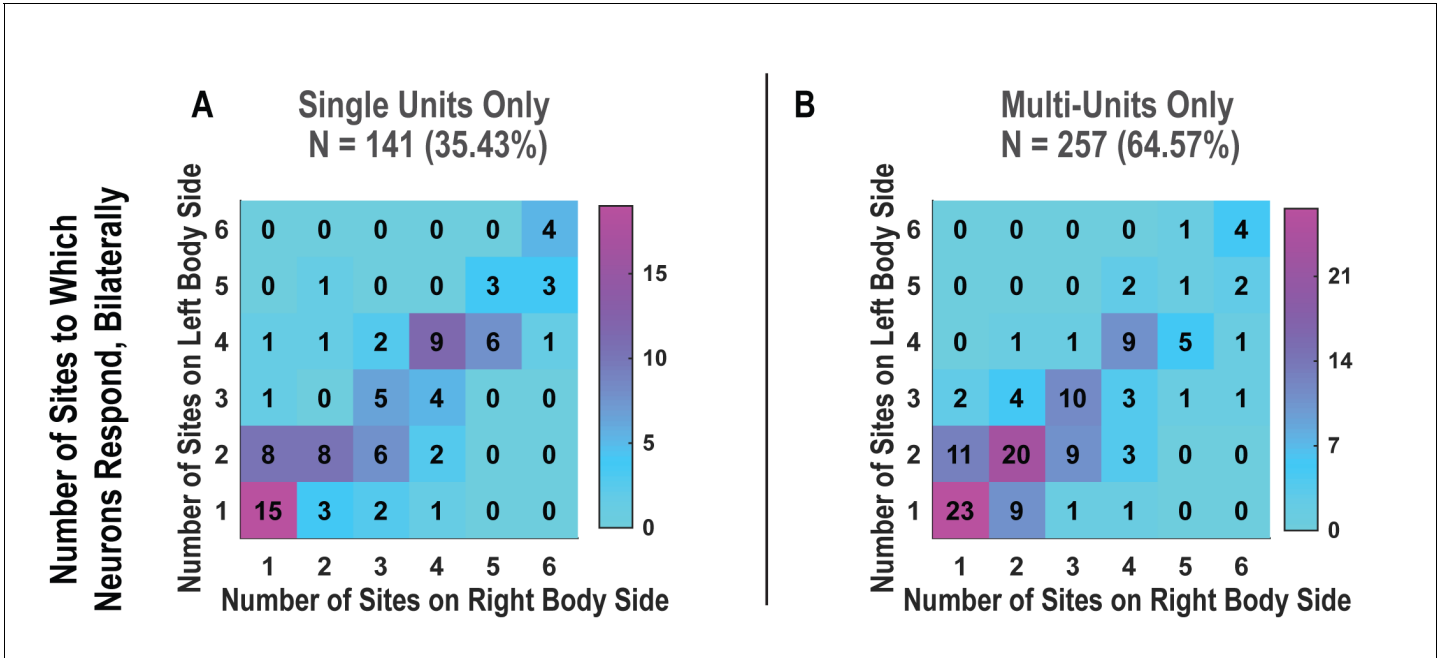 Number of Sites to Which
Neurons Respond, Bilaterally
A
Single Units Only
N = 141 (35.43%)
Number of Sites on Left Body Side
6 0 0 0 0 0 4
5 0 1 0 0 3 3
4 1 1 2 9 6 1
3 1 0 5 4 0 0
2 8 8 6 2 0 0
1 15 3 2 1 0 0
1 2 3 4 5 6
Number of Sites on Right Body Side
15
10
5
0
B
Multi-Units Only
N = 257 (64.57%)
Number of Sites on Left Body Side
6 0 0 0 0 1 4
5 0 0 0 2 1 2
4 0 1 1 9 5 1
3 2 4 10 3 1 1
2 11 20 9 3 0 0
1 23 9 1 1 0 0
1 2 3 4 5 6
Number of Sites on Right Body Side
21
14
7
0